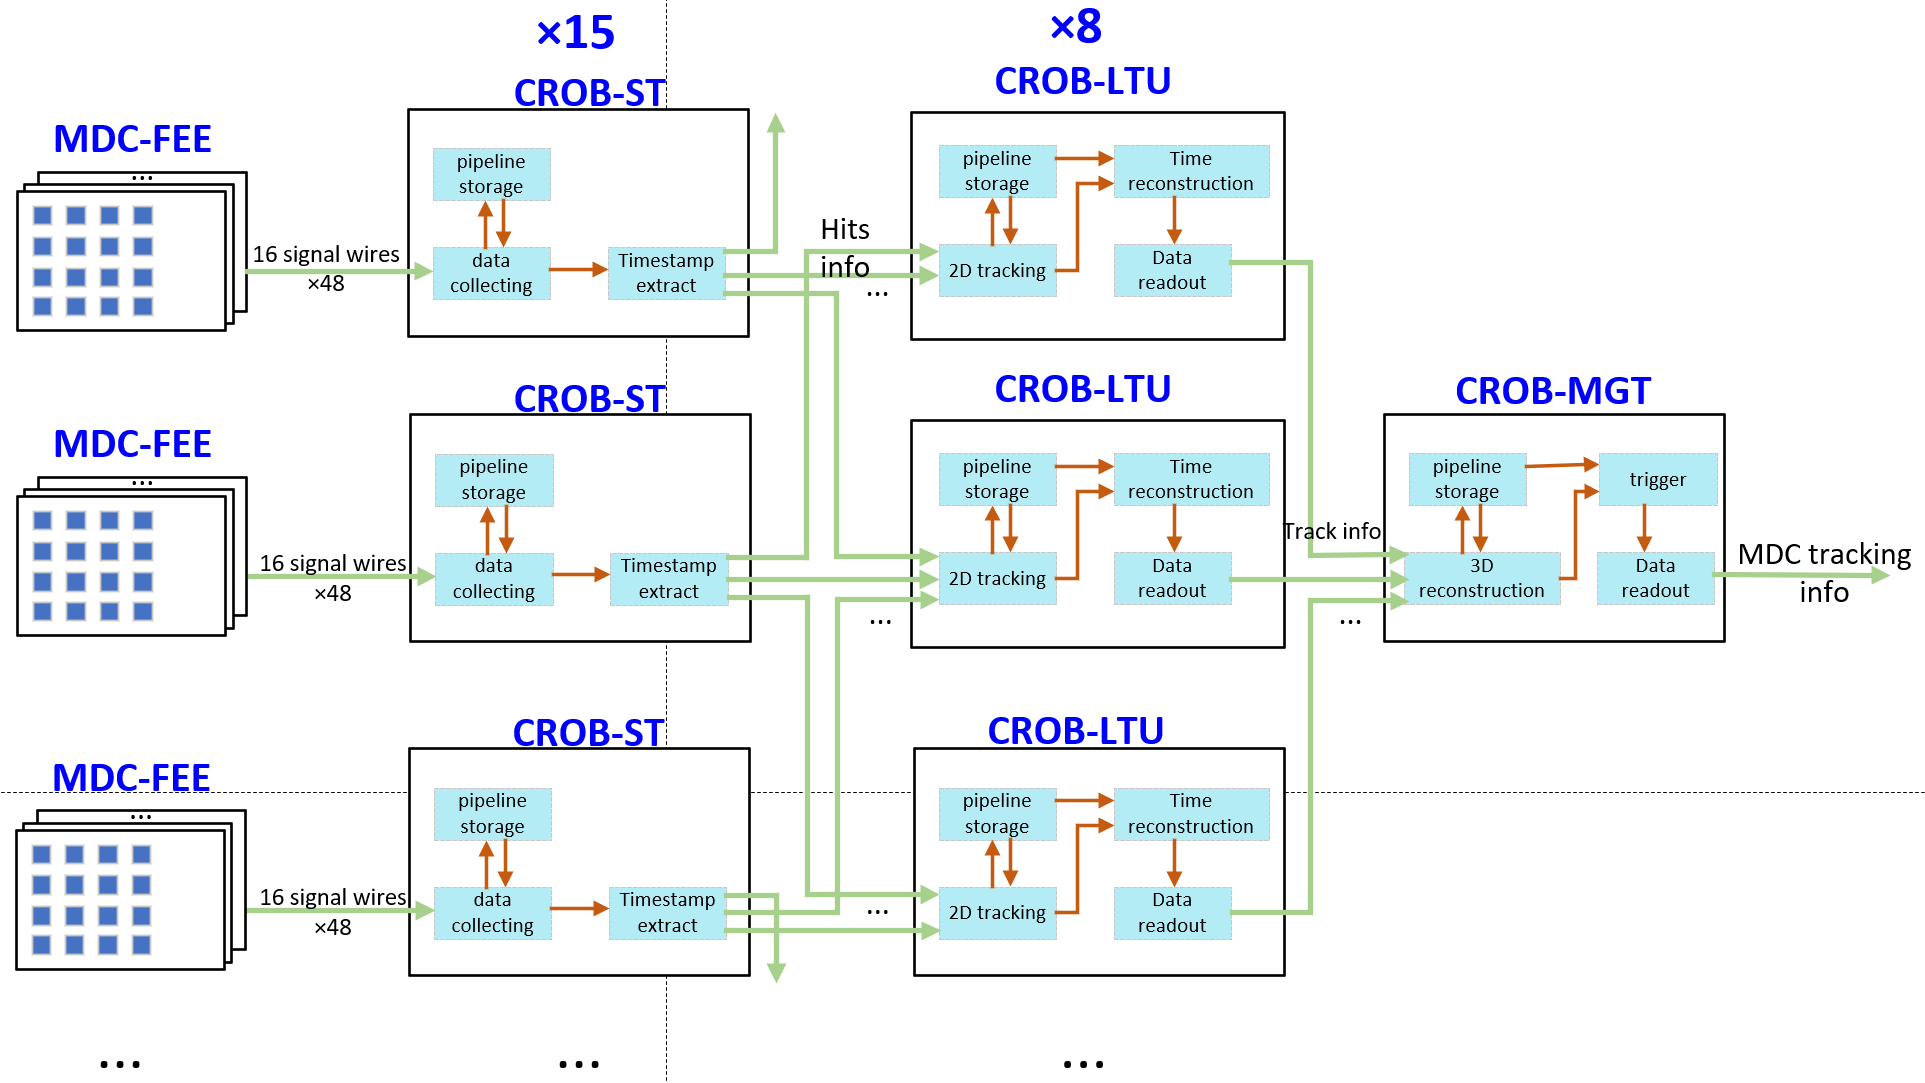 ×15
×8
CROB-ST
CROB-LTU
MDC-FEE
...
16 signal wires
×48
pipeline
storage
data
collecting
Timestamp
extract
Hits
info
...
pipeline
storage
2D tracking
Time
reconstruction
Data
readout
MDC-FEE
...
16 signal wires
×48
CROB-ST
pipeline
storage
data
collecting
Timestamp
extract
...
CROB-LTU
pipeline
storage
2D tracking
Time
reconstruction
Data
readout
Track info
...
CROB-MGT
pipeline
storage
3D
reconstruction
trigger
Data
readout
MDC tracking
info
MDC-FEE
...
16 signal wires
×48
CROB-ST
pipeline
storage
data
collecting
Timestamp
extract
...
CROB-LTU
pipeline
storage
2D tracking
Time
reconstruction
Data
readout
...
...
...